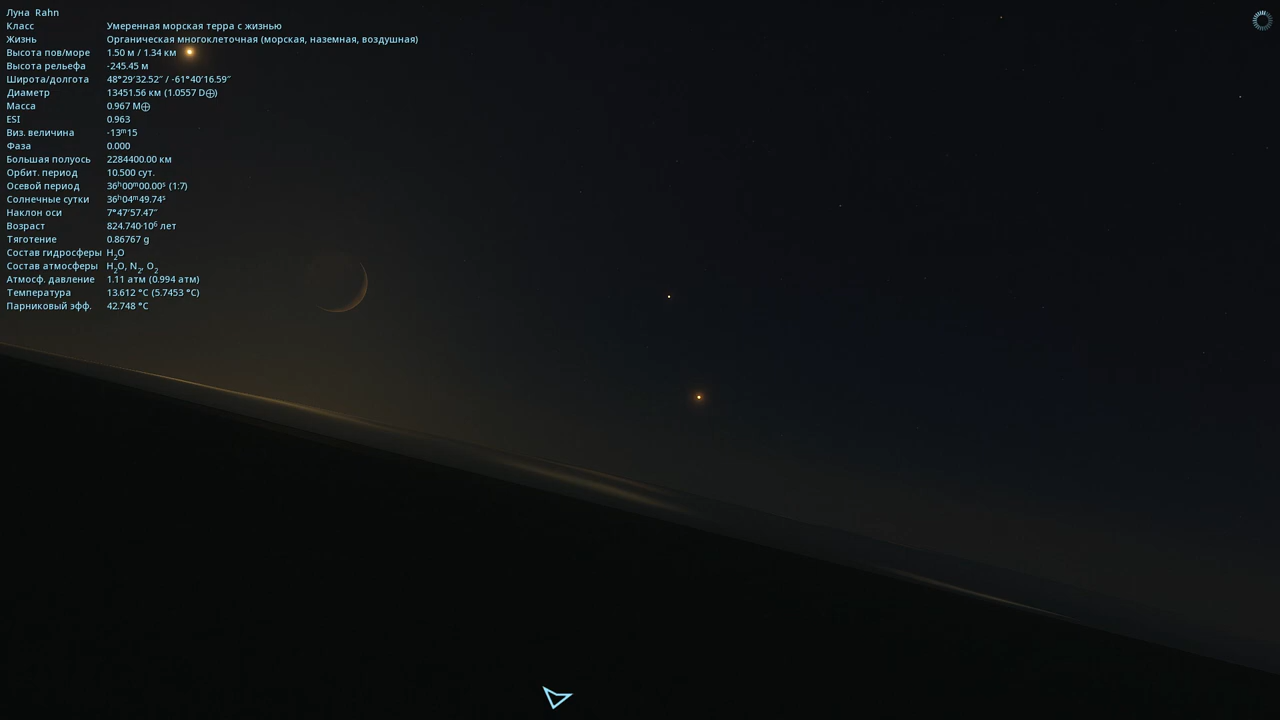 Луна Rahn
Класс Умеренная морская терра с жизнью
Жизнь Органическая многоклеточная (морская, наземная, воздушная)
Высота пов/море 1.50 м / 1.34 км
Высота рельефа -245.45 м
Широта/долгота 48°29′32.52″ / -61°40′16.59″
Диаметр 13451.56 км (1.0557 D⊕)
Масса 0.967 M⊕
ESI 0.963
Виз. величина -13ᵐ15
Фаза 0.000
Большая полуось 2284400.00 км
Орбит. период 10.500 сут.
Осевой период 36ʰ00ᵐ00.00ˢ (1:7)
Солнечные сутки 36ʰ04ᵐ49.74ˢ
Наклон оси 7°47′57.47″
Возраст 824.740·10⁶ лет
Тяготение 0.86767 g
Состав гидросферы H₂O
Состав атмосферы H₂O, N₂, O₂
Атмосф. давление 1.11 атм (0.994 атм)
Температура 13.612 °C (5.7453 °C)
Парниковый эфф. 42.748 °C